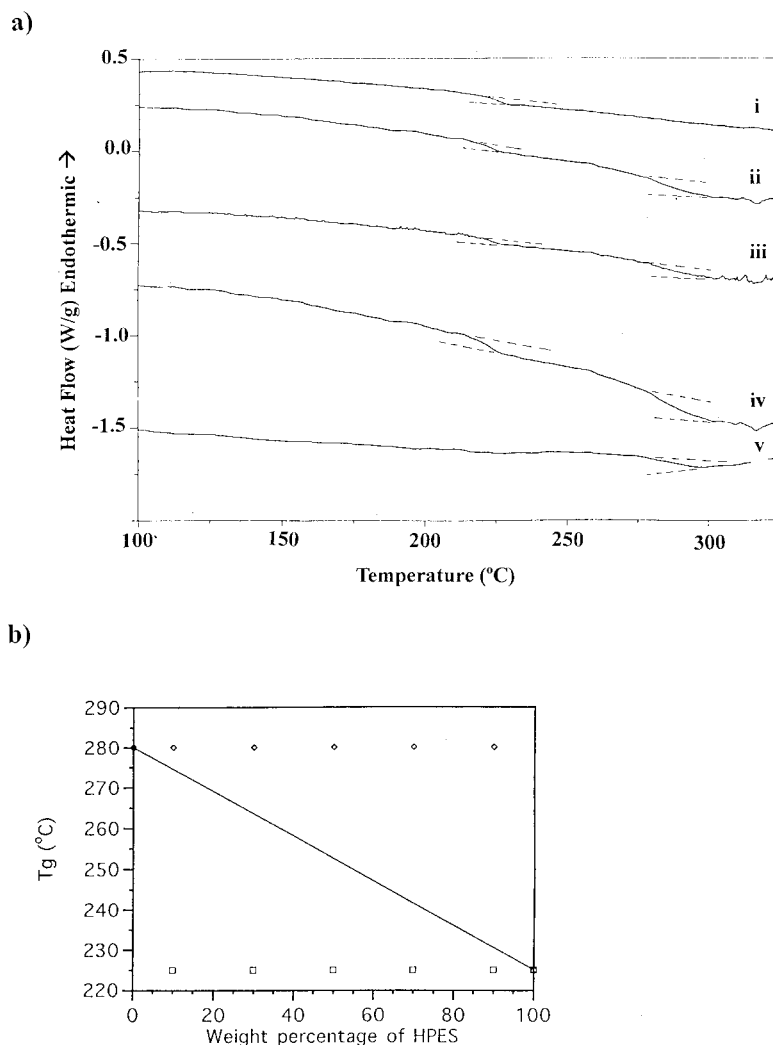 a)
Heat Flow (W/g) Endothermic →
0.5
0.0
-0.5
-1.0
-1.5
i
ii
iii
iv
v
100 150 200 250 300
Temperature (ºC)
b)
Tg (°C)
290
280
270
260
250
240
230
220
0 20 40 60 80 100
Weight percentage of HPES